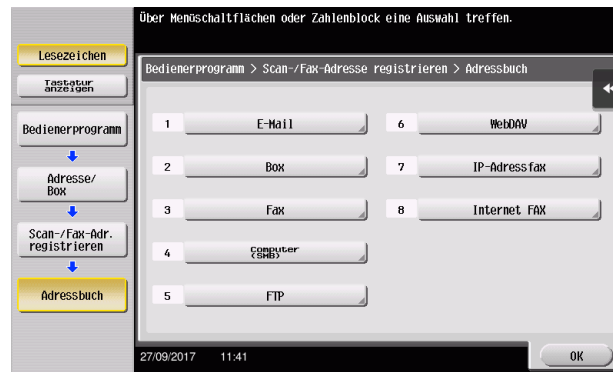 Über Menüschaltflächen oder Zahlenblock eine Auswahl treffen.
Lesezeichen
Tastatur
anzeigen
Bedienerprogramm
Adresse/
Box
Scan-/Fax-Adr.
registrieren
Adressbuch
Bedienerprogramm > Scan-/Fax-Adresse registrieren > Adressbuch
1 E-Mail
6 WebDAV
2 Box
7 IP-Adressfax
3 Fax
8 Internet FAX
4 Computer
(SMB)
5 FTP
27/09/2017 11:41
OK